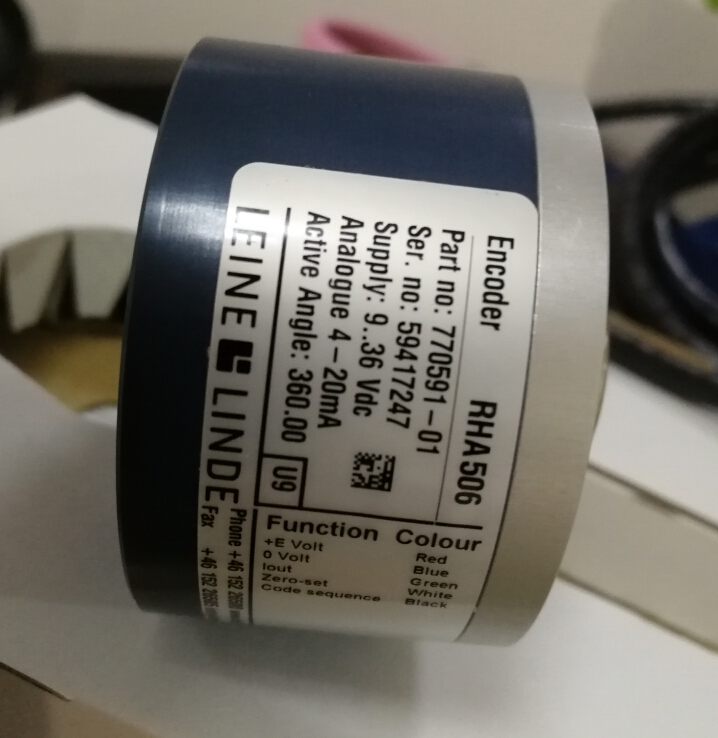 Encoder RHA506
Part no: 770591-01
Ser. no: 59417247
Supply: 9..36 Vdc
Analogue 4-20mA
Active Angle: 360.00
U9
LEINE LINDE
Function Colour
+E Volt Red
0 Volt Blue
Iout Green
Zero-set White
Code sequence Black
Phone +46 152
Fax +46 152